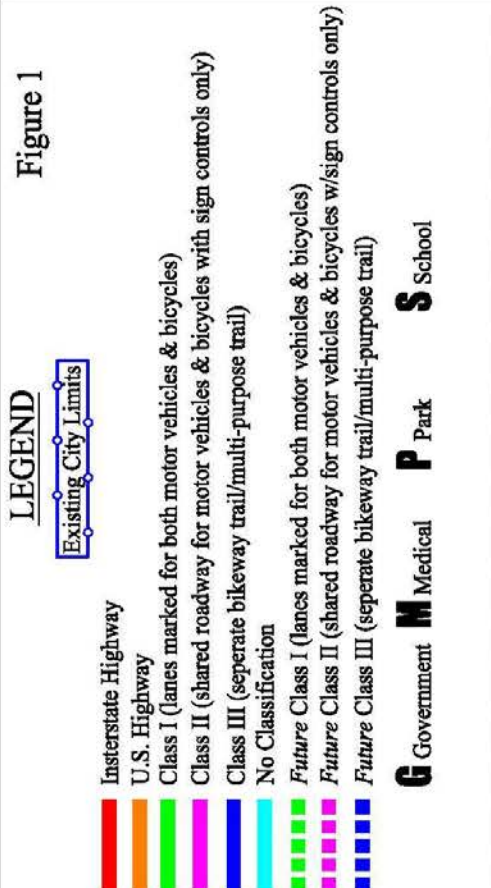 Figure 1
LEGEND
Existing City Limits
Insterstate Highway
U.S. Highway
Class I (lanes marked for both motor vehicles & bicycles)
Class II (shared roadway for motor vehicles & bicycles with sign controls only)
Class III (seperate bikeway trail/multi-purpose trail)
No Classification
Future Class I (lanes marked for both motor vehicles & bicycles)
Future Class II (shared roadway for motor vehicles & bicycles w/sign controls only)
Future Class III (seperate bikeway trail/multi-purpose trail)
G Government M Medical P Park S School